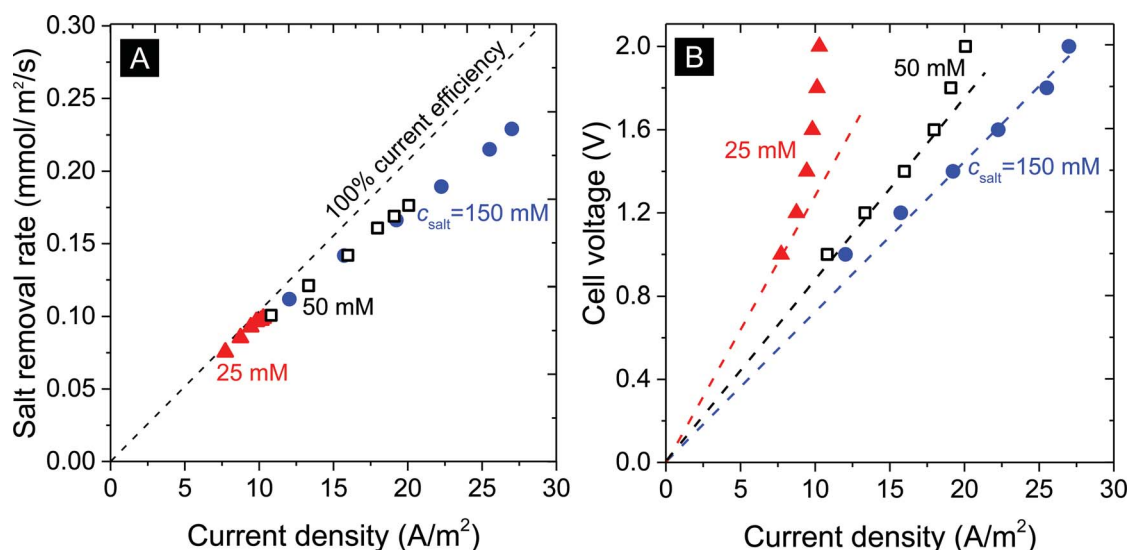 A
Salt removal rate (mmol/m²/s)
0.30
0.25
0.20
0.15
0.10
0.05
0.00
100% current efficiency
c_salt=150 mM
50 mM
25 mM
0 5 10 15 20 25 30
Current density (A/m²)
B
Cell voltage (V)
2.0
1.6
1.2
0.8
0.4
0.0
50 mM
25 mM
c_salt=150 mM
0 5 10 15 20 25 30
Current density (A/m²)